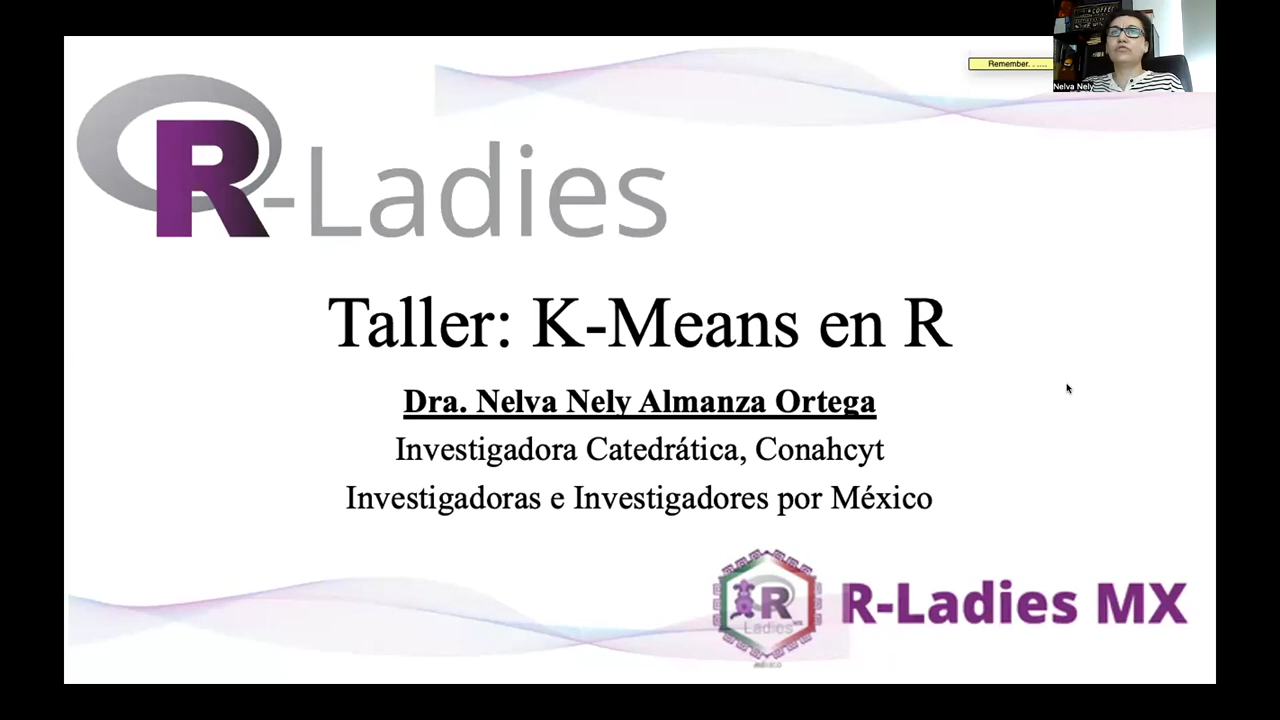 Remember. . ....
Nelva Nely
R-Ladies
Taller: K-Means en R
Dra. Nelva Nely Almanza Ortega
Investigadora Catedrática, Conahcyt
Investigadoras e Investigadores por México
R
Ladies
R-Ladies MX